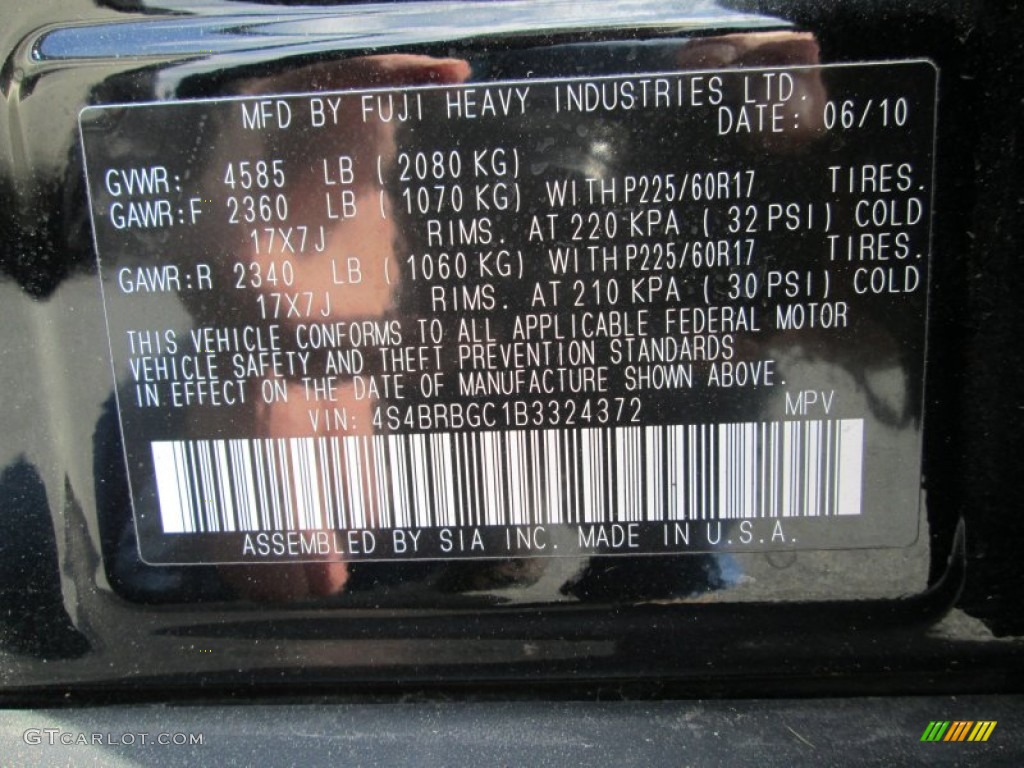 MFD BY FUJI HEAVY INDUSTRIES LTD.
DATE: 06/10
GVWR: 4585 LB ( 2080 KG)
GAWR:F 2360 LB ( 1070 KG) WITH P225/60R17 TIRES.
17X7J RIMS. AT 220 KPA ( 32 PSI) COLD
GAWR:R 2340 LB ( 1060 KG) WITH P225/60R17 TIRES.
17X7J RIMS. AT 210 KPA ( 30 PSI) COLD
THIS VEHICLE CONFORMS TO ALL APPLICABLE FEDERAL MOTOR
VEHICLE SAFETY AND THEFT PREVENTION STANDARDS
IN EFFECT ON THE DATE OF MANUFACTURE SHOWN ABOVE.
VIN: 4S4BRBGC1B3324372 MPV
ASSEMBLED BY SIA INC. MADE IN U.S.A.
GTCARLOT.COM